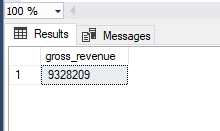 100 %
Results Messages
gross_revenue
1 9328209